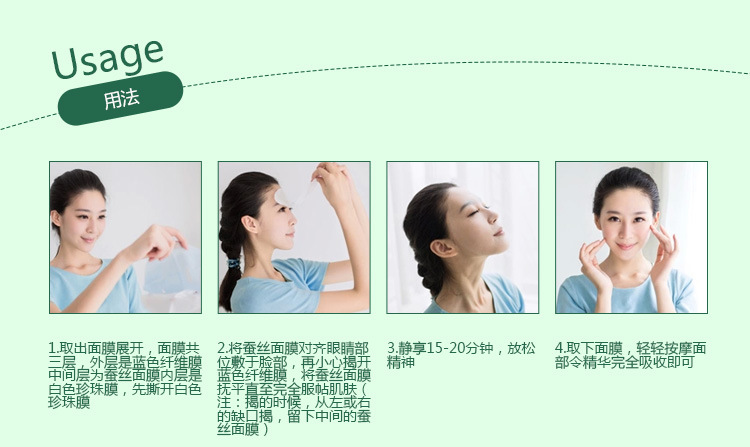 Usage
用法
1.取出面膜展开，面膜共
三层，外层是蓝色纤维膜
中间层为蚕丝面膜内层是
白色珍珠膜，先撕开白色
珍珠膜
2.将蚕丝面膜对齐眼睛部
位敷于脸部，再小心揭开
蓝色纤维膜，将蚕丝面膜
抚平直至完全服帖肌肤（
注：揭的时候，从左或右
的缺口揭，留下中间的蚕
丝面膜）
3.静享15-20分钟，放松
精神
4.取下面膜，轻轻按摩面
部令精华完全吸收即可